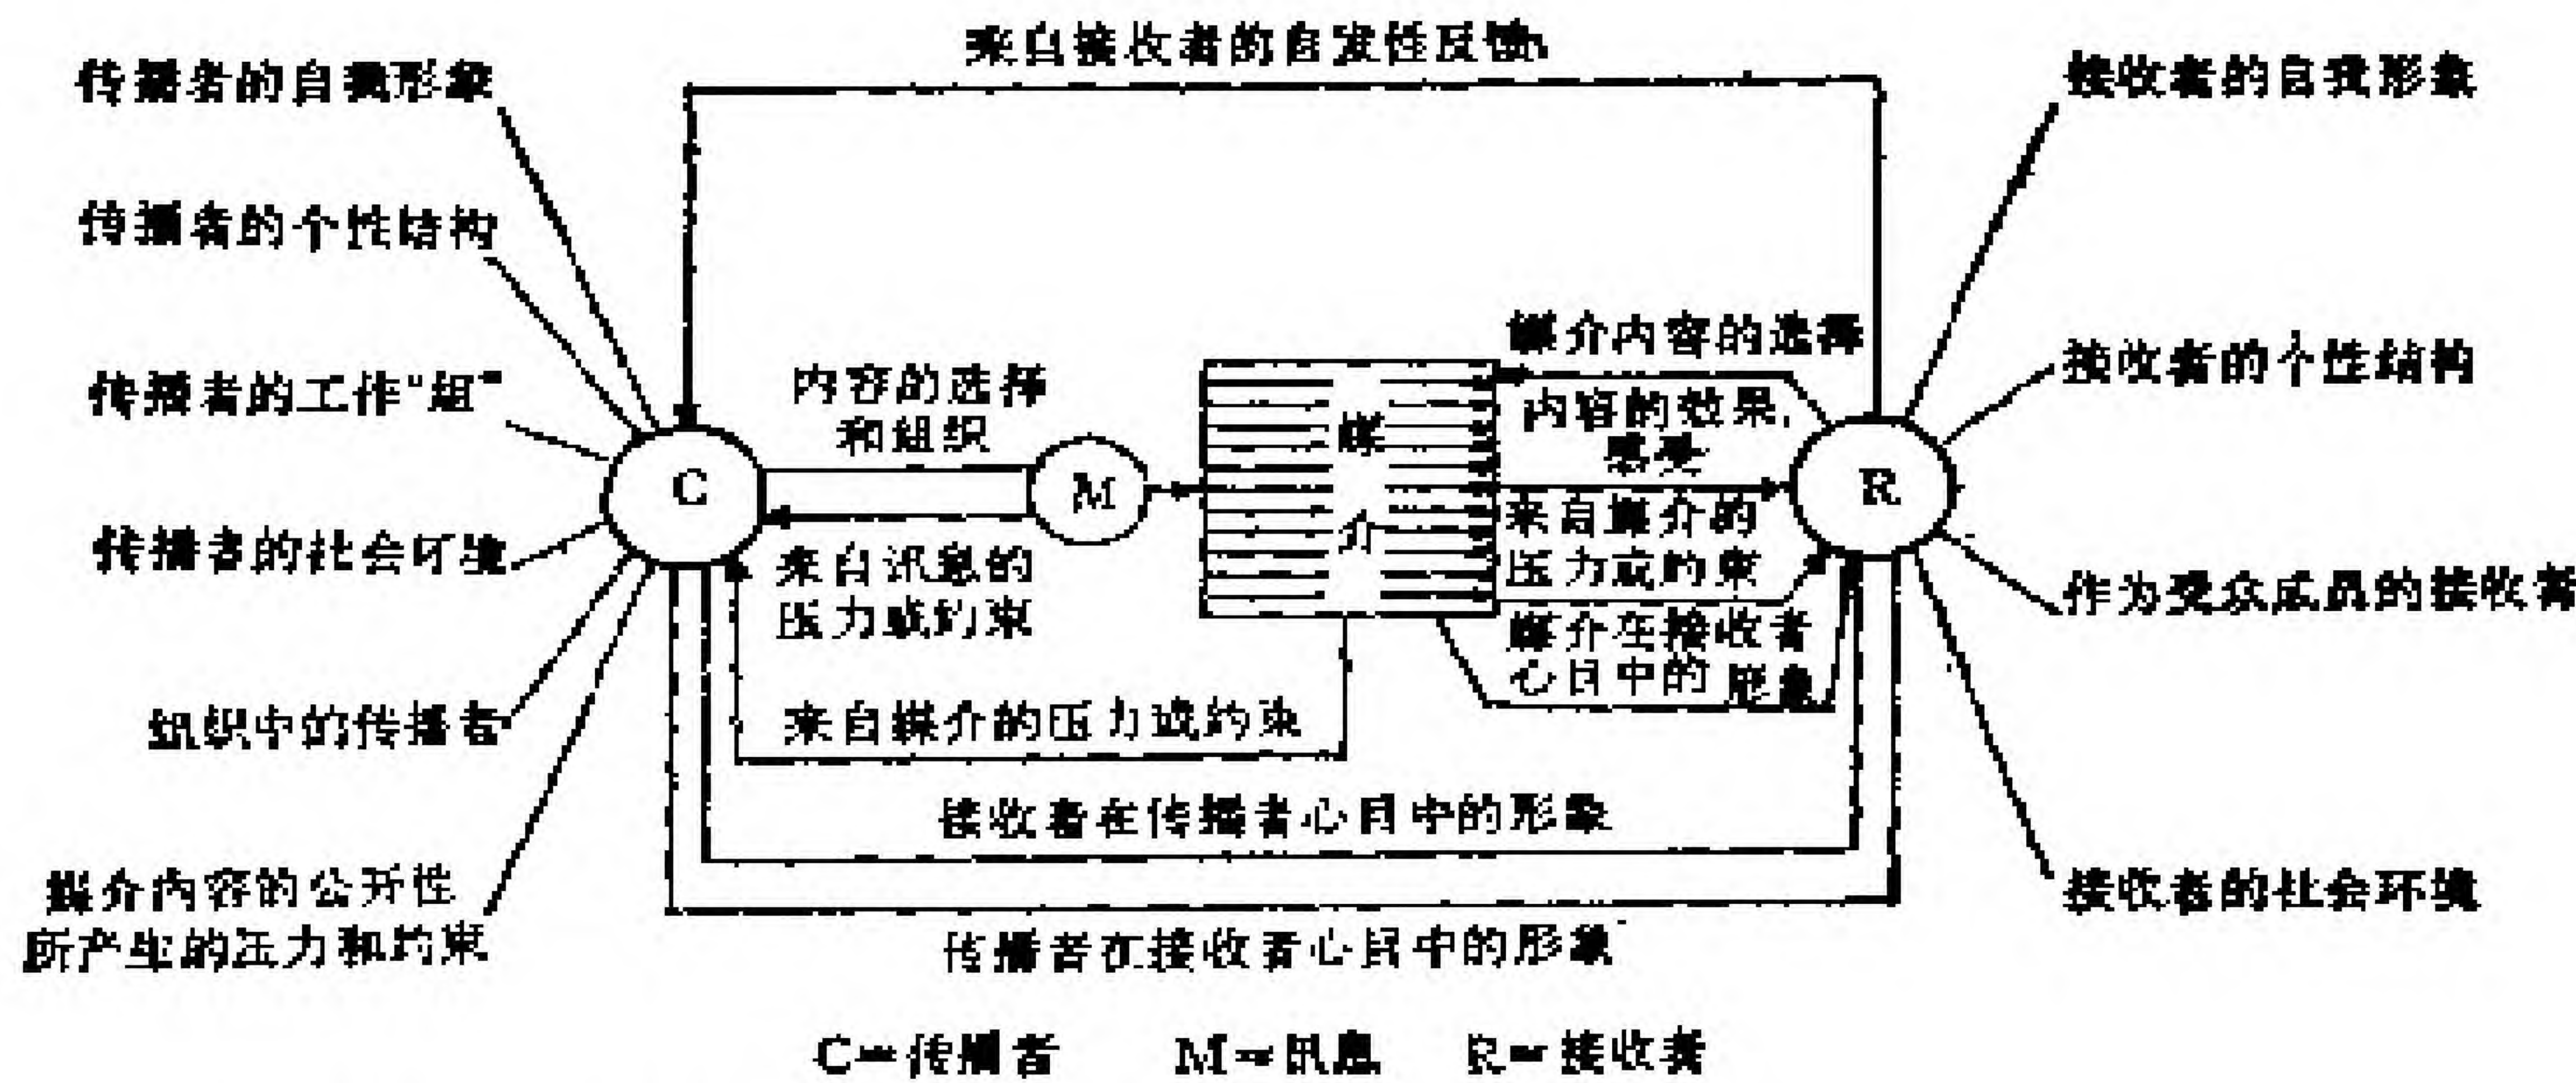 来自接收者的自发性反馈
传播者的自我形象
传播者的个性结构
传播者的工作“组”
传播者的社会环境
组织中的传播者
媒介内容的公开性
所产生的压力和约束
C
内容的选择
和组织
M
来自讯息的
压力或约束
来自媒介的压力或约束
媒
介
媒介内容的选择
内容的效果,
感受
来自媒介的
压力或约束
媒介在接收者
心目中的 形象
R
接收者的自我形象
接收者的个性结构
作为受众成员的接收者
接收者的社会环境
接收者在传播者心目中的形象
传播者在接收者心目中的形象
C=传播者 M=讯息 R=接收者